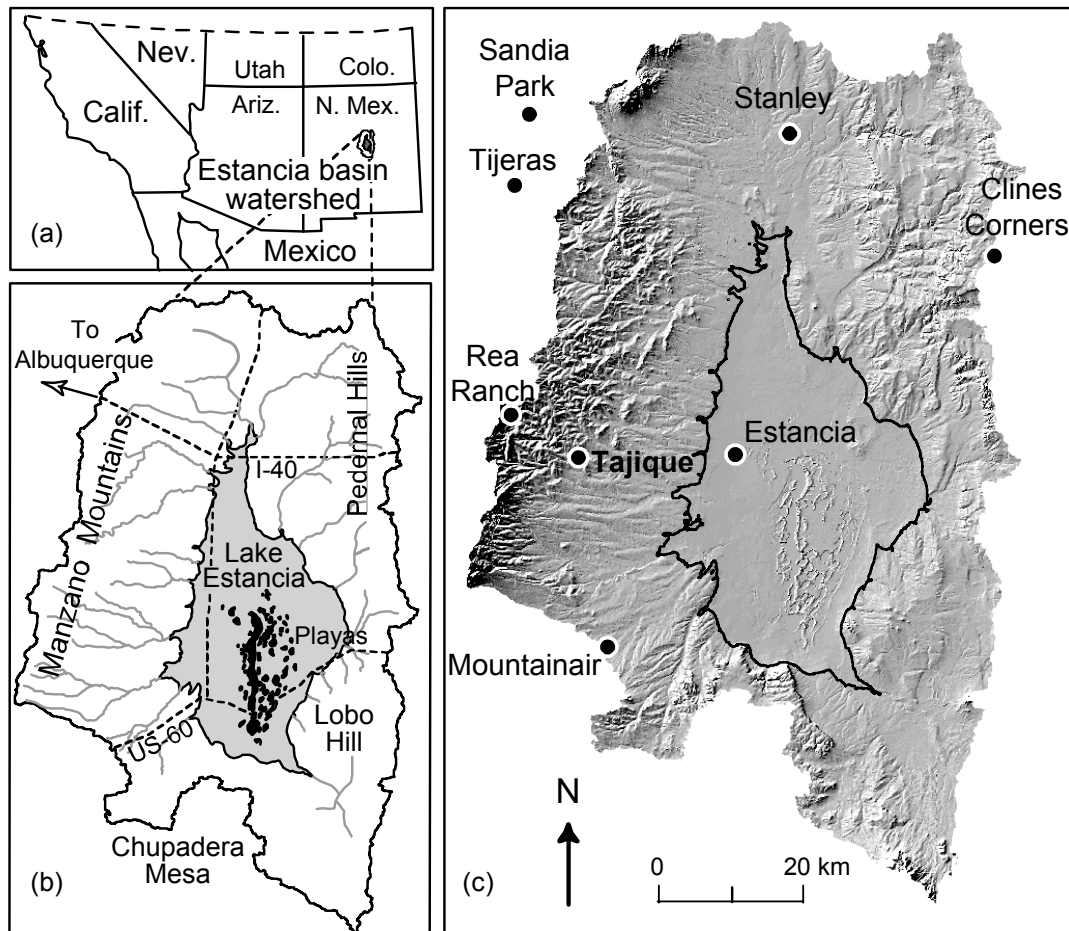 Nev.
Utah
Colo.
Calif.
Ariz.
N. Mex.
Estancia basin
watershed
(a)
Mexico
To
Albuquerque
Manzano Mountains
Pedernal Hills
I-40
Lake
Estancia
Playas
US-60
Lobo
Hill
Chupadera
Mesa
(b)
Sandia
Park
Stanley
Tijeras
Clines
Corners
Rea
Ranch
Estancia
Tajique
Mountainair
N
0
20 km
(c)